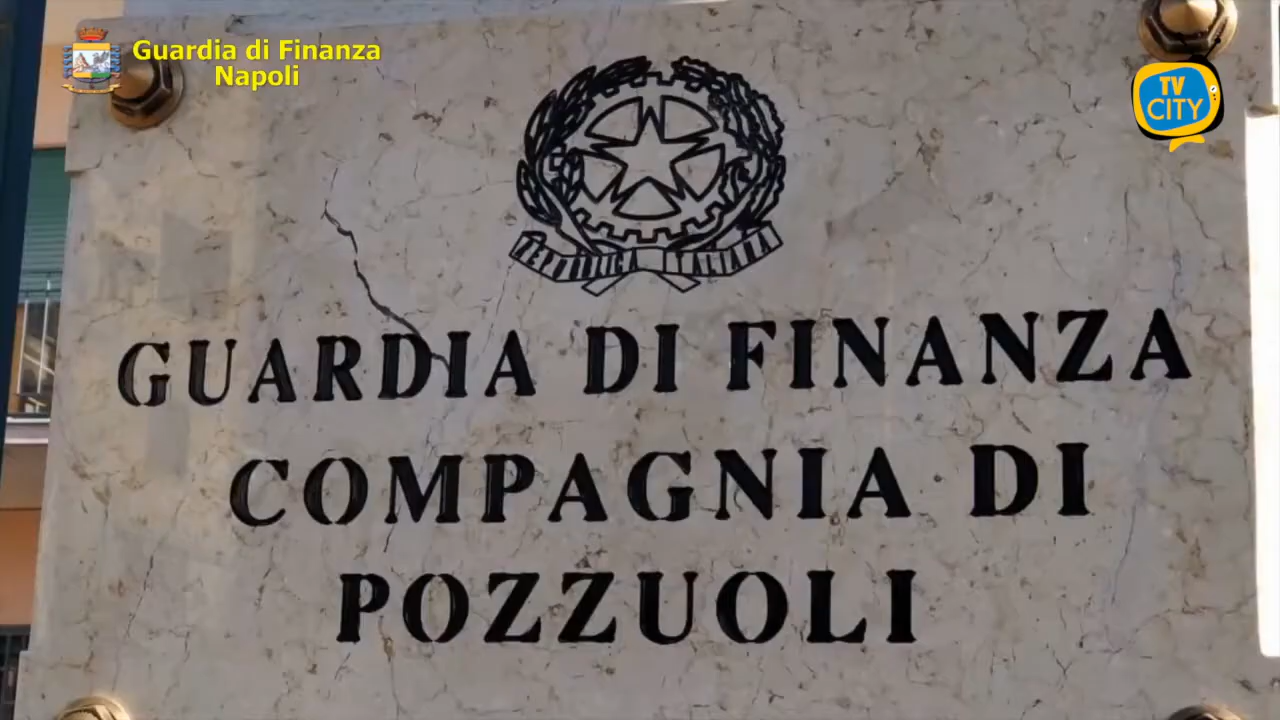 Guardia di Finanza
Napoli
TV
CITY
REPUBBLICA ITALIANA
GUARDIA DI FINANZA
COMPAGNIA DI
POZZUOLI